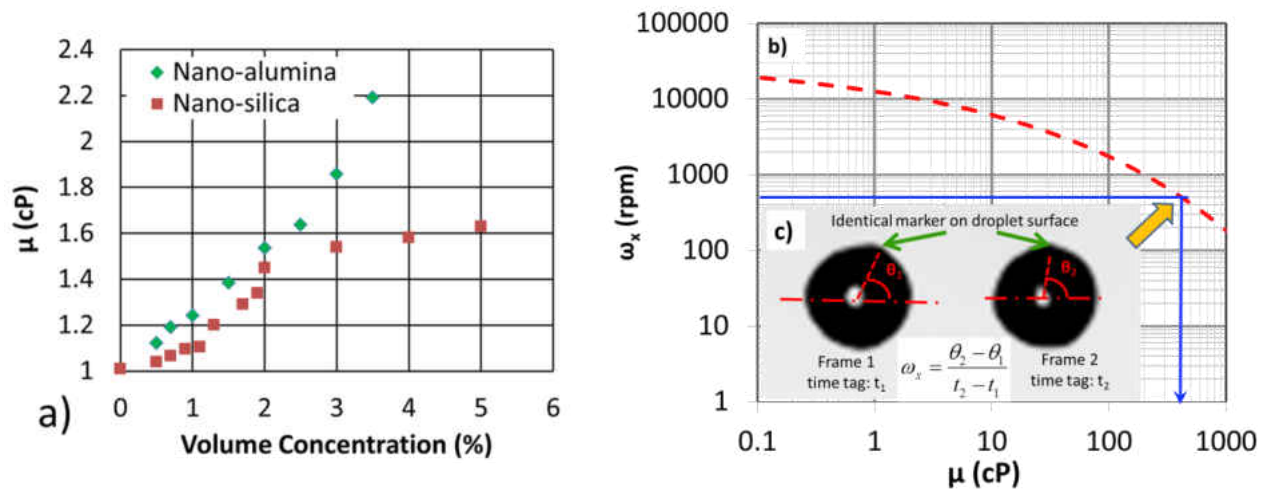 2.4
2.2
2
1.8
1.6
1.4
1.2
1
μ (cP)
Nano-alumina
Nano-silica
0 1 2 3 4 5 6
a) Volume Concentration (%)
100000
10000
1000
100
10
1
ωx (rpm)
b)
c)
Identical marker on droplet surface
θ1
θ2
Frame 1
time tag: t1
ωx = (θ2 − θ1) / (t2 − t1)
Frame 2
time tag: t2
0.1 1 10 100 1000
μ (cP)